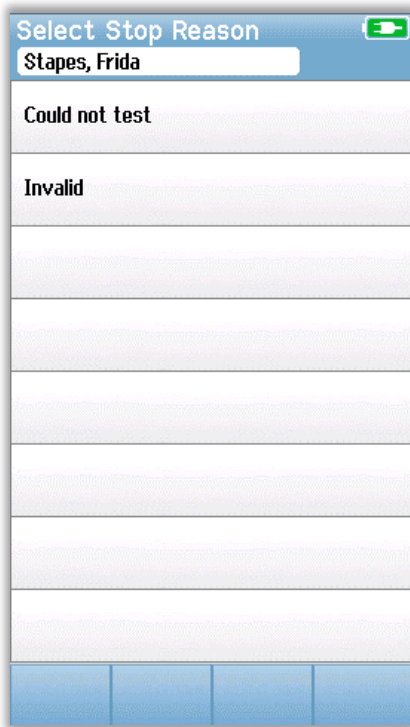 Select Stop Reason
Stapes, Frida
Could not test
Invalid